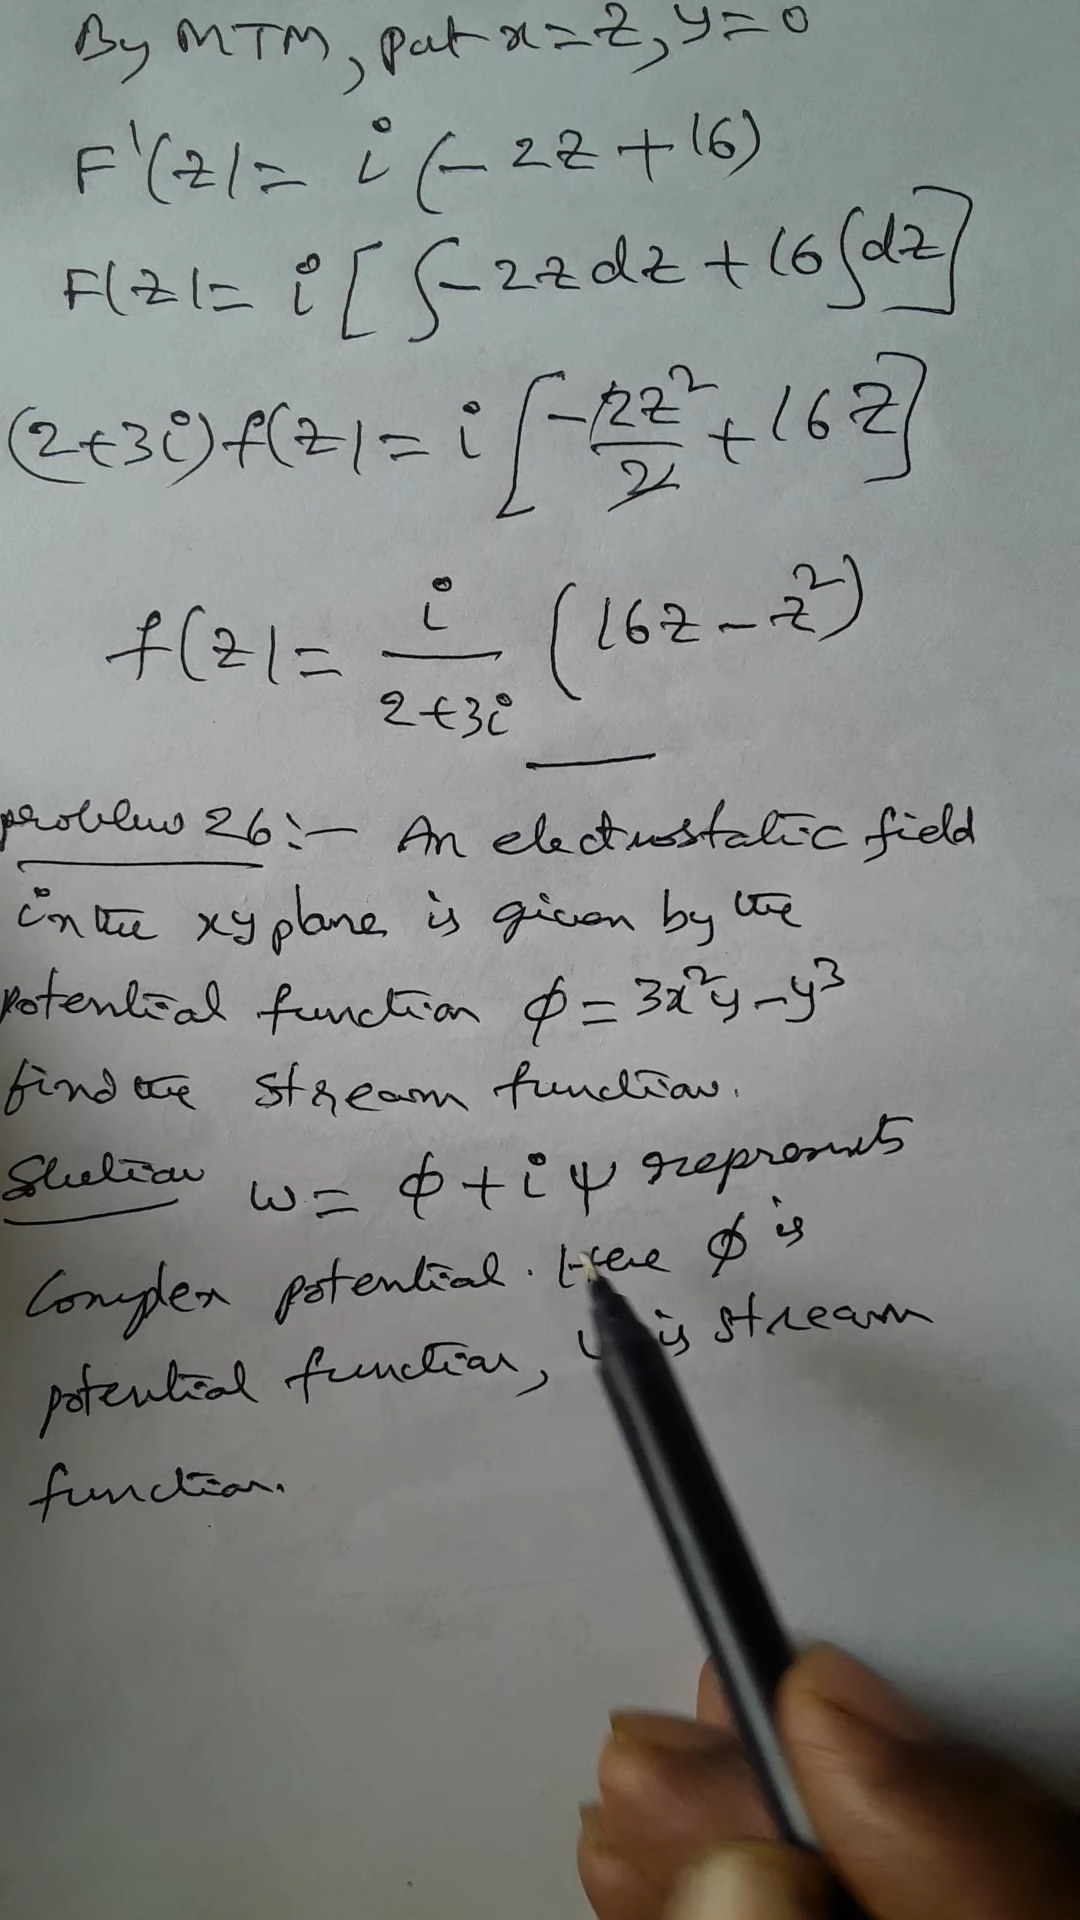 By MTM, put x=z, y=0
F'(z)= i(-2z+16)
F(z)= i[∫-2zdz+16∫dz]
(2+3i)f(z)= i[-2z²/2+16z]
f(z)= i/2+3i (16z-z²)
problem 26:- An electrostatic field
in the xy plane is given by the
potential function φ=3x²y-y³
find the stream function.
Solution w= φ+iψ represents
Complex potential. Here φ is
potential function, is stream
function.